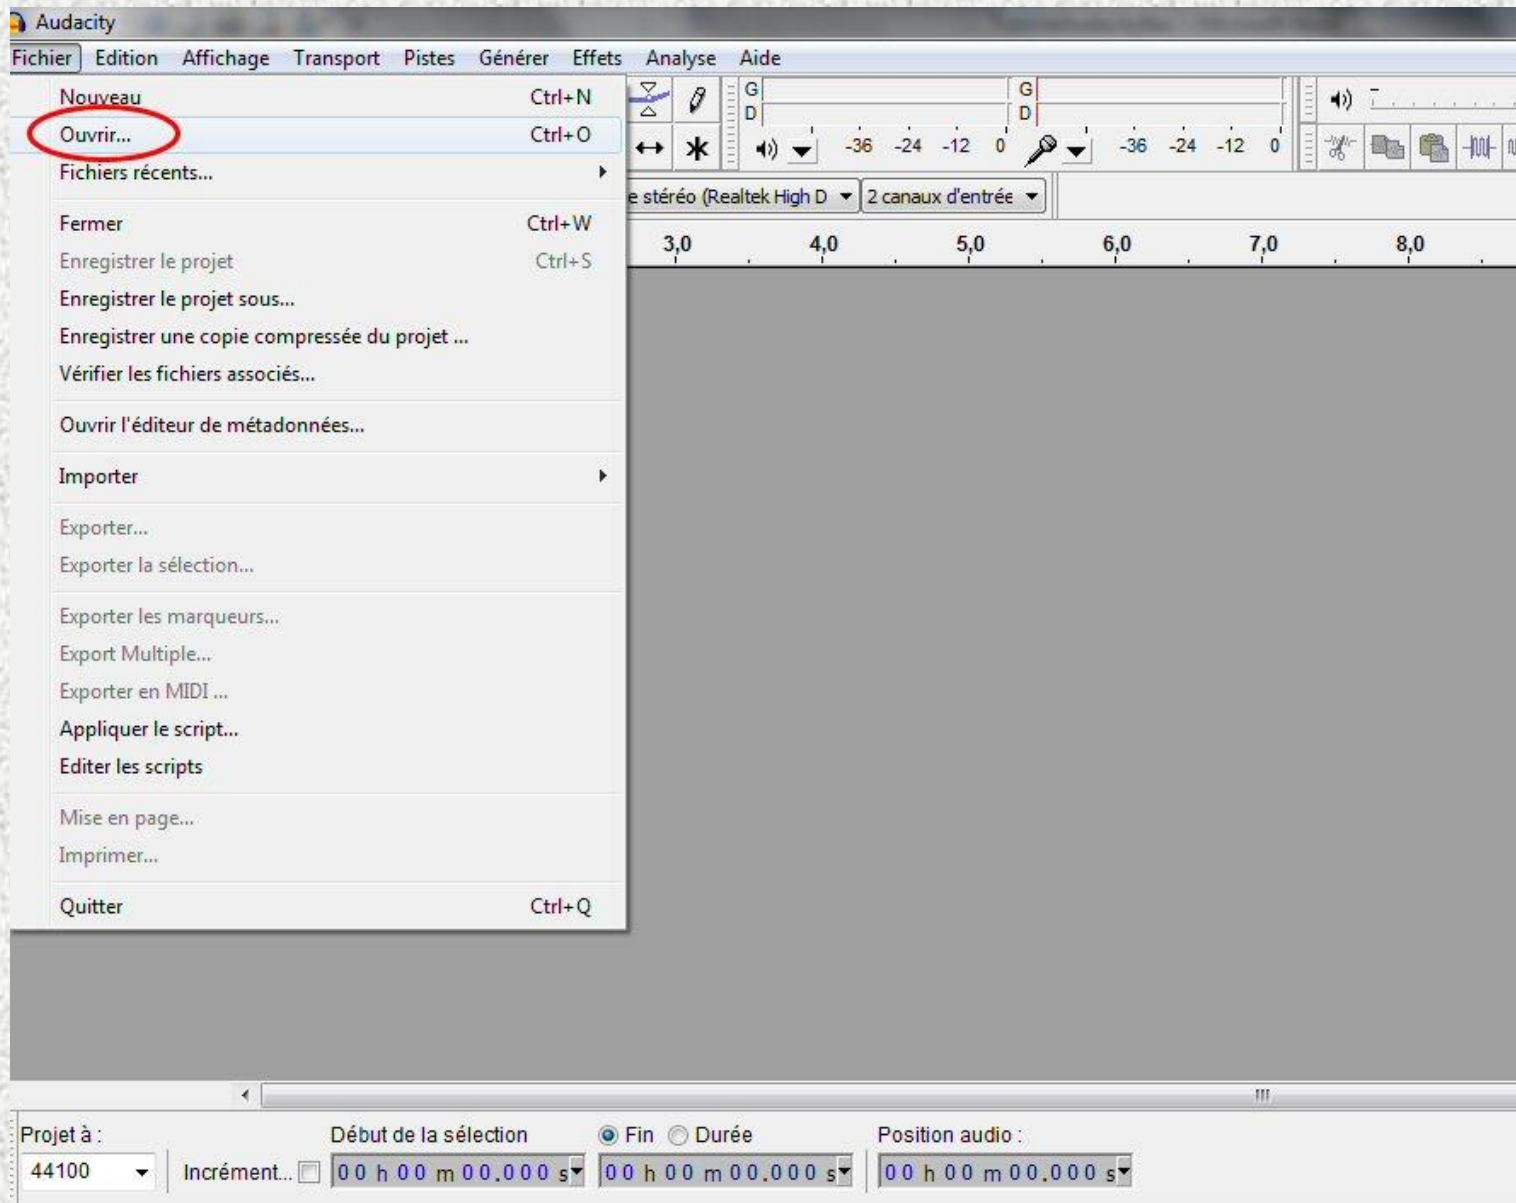 Audacity
Fichier Edition Affichage Transport Pistes Générer Effets Analyse Aide
Nouveau Ctrl+N
Ouvrir... Ctrl+O
Fichiers récents...
Fermer Ctrl+W
Enregistrer le projet Ctrl+S
Enregistrer le projet sous...
Enregistrer une copie compressée du projet ...
Vérifier les fichiers associés...
Ouvrir l'éditeur de métadonnées...
Importer
Exporter...
Exporter la sélection...
Exporter les marqueurs...
Export Multiple...
Exporter en MIDI ...
Appliquer le script...
Editer les scripts
Mise en page...
Imprimer...
Quitter Ctrl+Q
G G
D D
-36 -24 -12 0 -36 -24 -12 0
e stéréo (Realtek High D 2 canaux d'entrée
3,0 4,0 5,0 6,0 7,0 8,0
Projet à : Début de la sélection Fin Durée Position audio :
44100 Incrément... 00 h 00 m 00.000 s 00 h 00 m 00.000 s 00 h 00 m 00.000 s